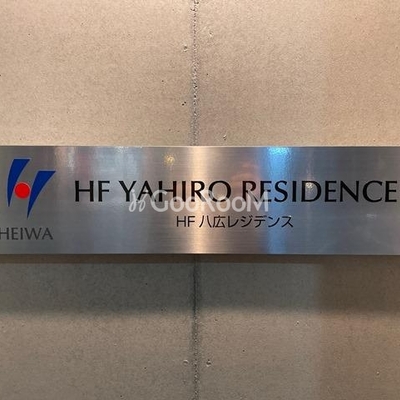 HF YAHIRO RESIDENCE
HF 八広レジデンス
HEIWA
GooRooM